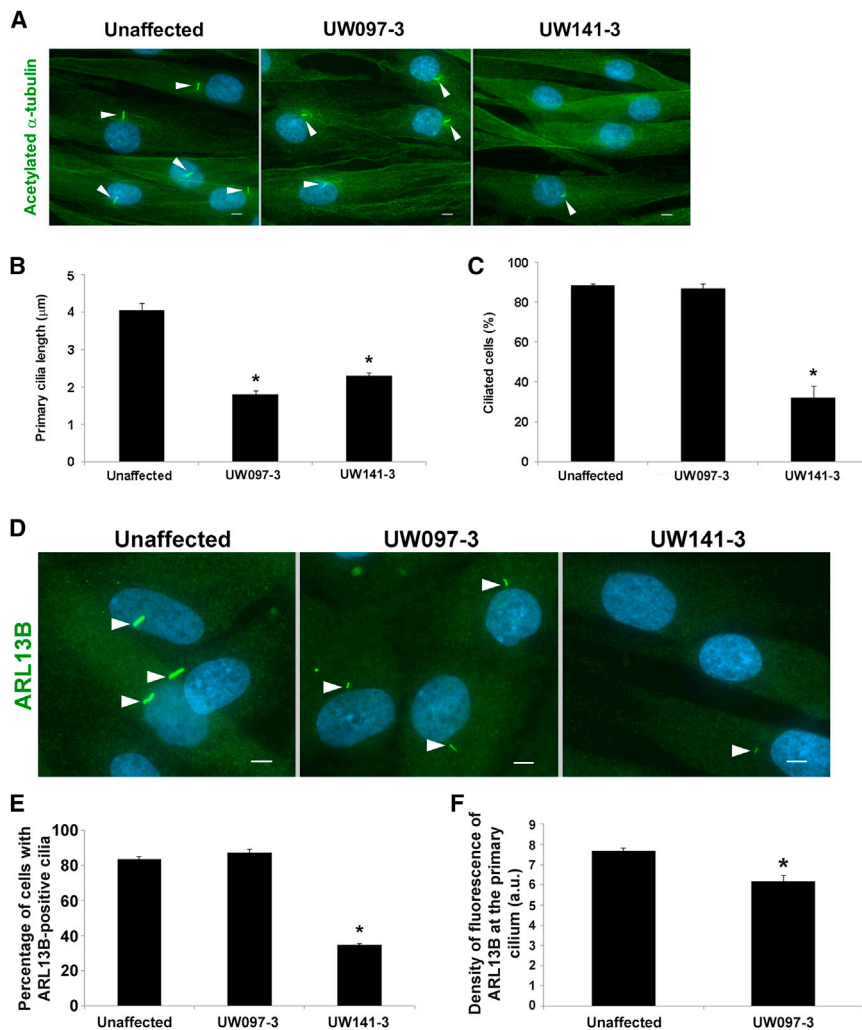 A
Unaffected UW097-3 UW141-3
Acetylated α-tubulin
B
Primary cilia length (μm)
5
4
3
2
1
0
* *
Unaffected UW097-3 UW141-3
C
Ciliated cells (%)
100
80
60
40
20
0
*
Unaffected UW097-3 UW141-3
D
Unaffected UW097-3 UW141-3
ARL13B
E
Percentage of cells with
ARL13B-positive cilia
100
80
60
40
20
0
*
Unaffected UW097-3 UW141-3
F
Density of fluorescence of
ARL13B at the primary
cilium (a.u.)
9
8
7
6
5
4
3
2
1
0
*
Unaffected UW097-3